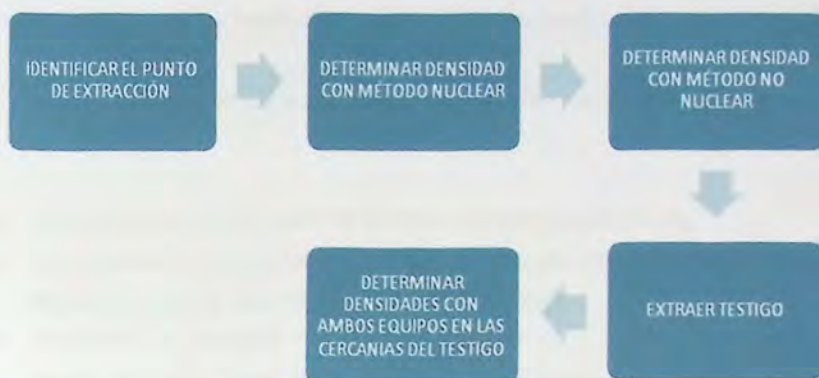 IDENTIFICAR EL PUNTO
DE EXTRACCIÓN
DETERMINAR DENSIDAD
CON MÉTODO NUCLEAR
DETERMINAR DENSIDAD
CON MÉTODO NO
NUCLEAR
EXTRAER TESTIGO
DETERMINAR
DENSIDADES CON
AMBOS EQUIPOS EN LAS
CERCANIAS DEL TESTIGO